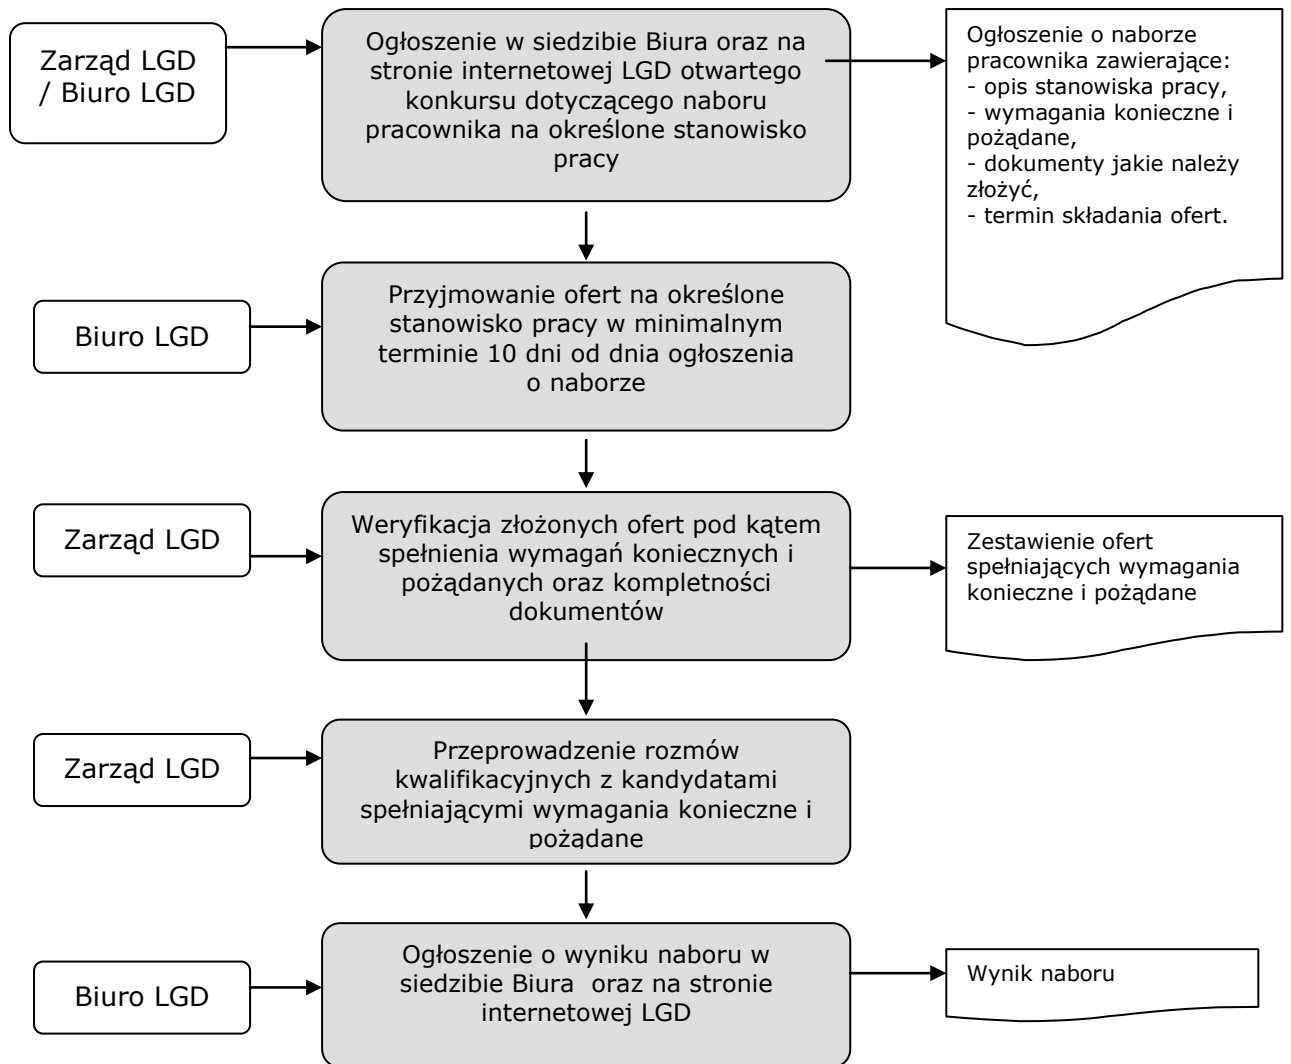 Zarząd LGD
/ Biuro LGD
Ogłoszenie w siedzibie Biura oraz na
stronie internetowej LGD otwartego
konkursu dotyczącego naboru
pracownika na określone stanowisko
pracy
Ogłoszenie o naborze
pracownika zawierające:
- opis stanowiska pracy,
- wymagania konieczne i
pożądane,
- dokumenty jakie należy
złożyć,
- termin składania ofert.
Biuro LGD
Przyjmowanie ofert na określone
stanowisko pracy w minimalnym
terminie 10 dni od dnia ogłoszenia
o naborze
Zarząd LGD
Weryfikacja złożonych ofert pod kątem
spełnienia wymagań koniecznych i
pożądanych oraz kompletności
dokumentów
Zestawienie ofert
spełniających wymagania
konieczne i pożądane
Zarząd LGD
Przeprowadzenie rozmów
kwalifikacyjnych z kandydatami
spełniającymi wymagania konieczne i
pożądane
Biuro LGD
Ogłoszenie o wyniku naboru w
siedzibie Biura  oraz na stronie
internetowej LGD
Wynik naboru